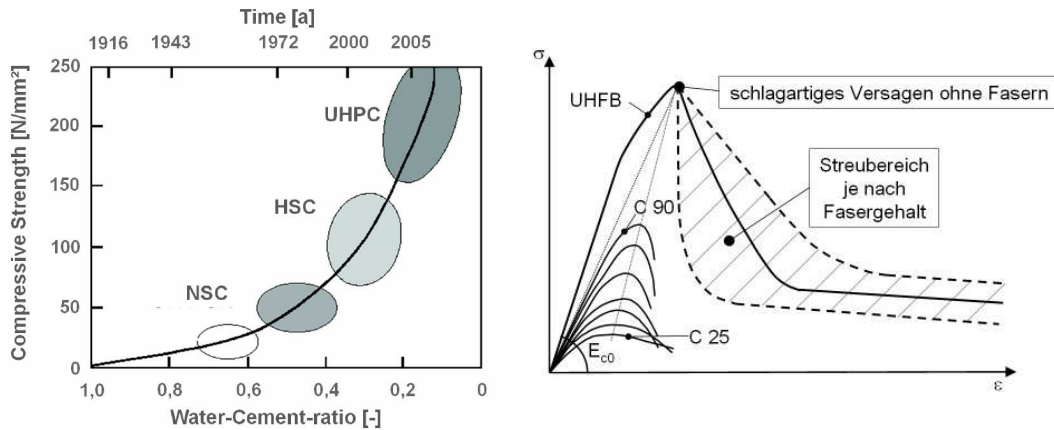 Time [a]
1916 1943 1972 2000 2005
Compressive Strength [N/mm²]
250
200
150
100
50
0
UHPC
HSC
NSC
1,0 0,8 0,6 0,4 0,2 0
Water-Cement-ratio [-]
σ
UHFB
schlagartiges Versagen ohne Fasern
Streubereich
je nach
Fasergehalt
C 90
C 25
Ec0
ε